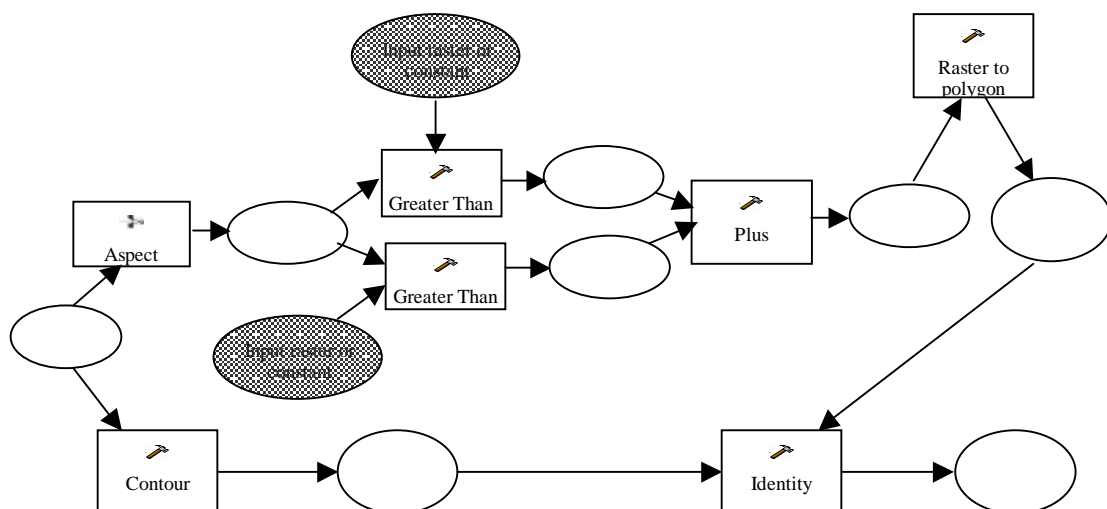 Input raster or
constant
Raster to
polygon
Greater Than
Aspect
Plus
Greater Than
Input raster or
constant
Contour
Identity